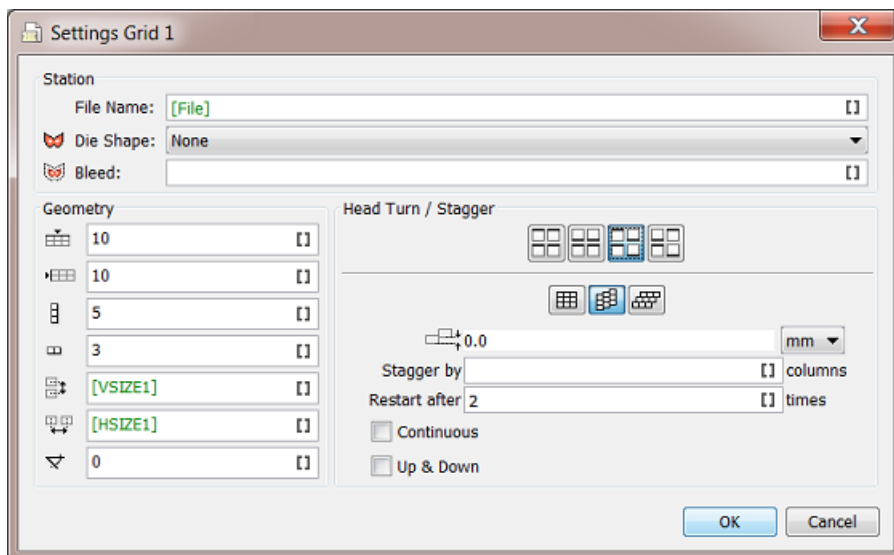 Settings Grid 1
Station
File Name: [File] []
Die Shape: None
Bleed: []
Geometry
10 []
10 []
5 []
3 []
[VSIZE1] []
[HSIZE1] []
0 []
Head Turn / Stagger
0.0 mm
Stagger by [] columns
Restart after 2 [] times
Continuous
Up & Down
OK Cancel